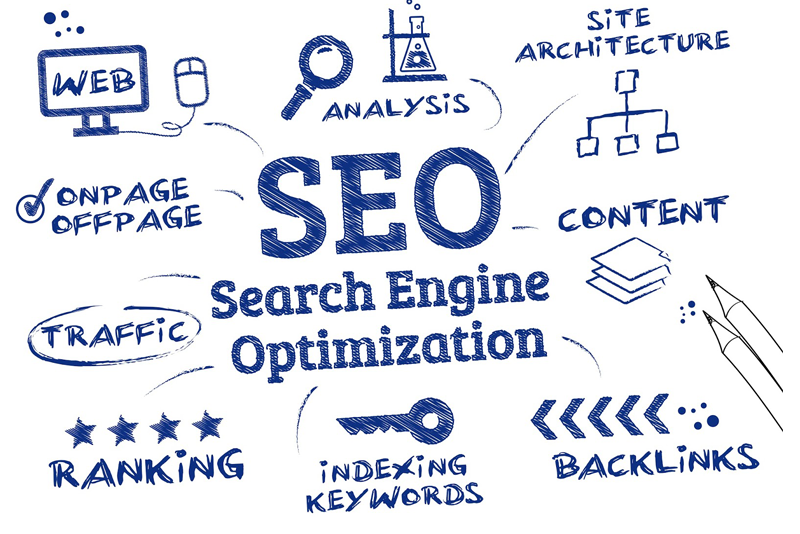 WEB
ANALYSIS
SITE
ARCHITECTURE
ONPAGE
OFFPAGE
SEO
Search Engine
Optimization
CONTENT
TRAFFIC
RANKING
INDEXING
KEYWORDS
BACKLINKS